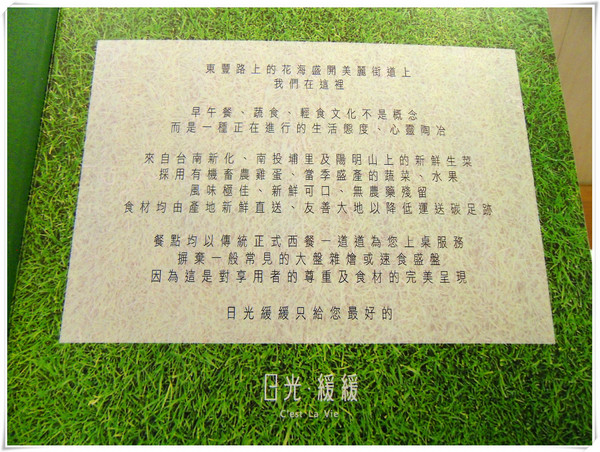 東豐路上的花海盛開美麗街道上
我們在這裡
早午餐、蔬食、輕食文化不是概念
而是一種正在進行的生活態度、心靈陶冶
來自台南新化、南投埔里及陽明山上的新鮮生菜
採用有機畜農雞蛋、當季盛產的蔬菜、水果
風味極佳、新鮮可口、無農藥殘留
食材均由產地新鮮直送、友善大地以降低運送碳足跡
餐點均以傳統正式西餐一道道為您上桌服務
摒棄一般常見的大盤雜燴或速食盛盤
因為這是對享用者的尊重及食材的完美呈現
日光緩緩只給您最好的
日光 緩緩
C'est La Vie